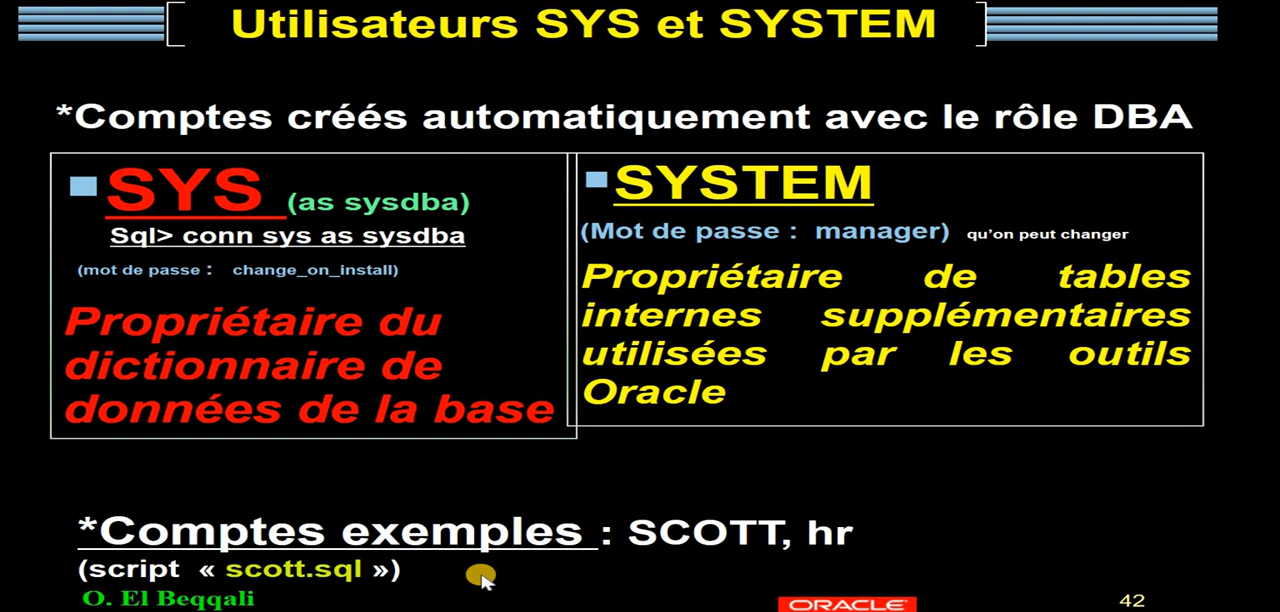 Utilisateurs SYS et SYSTEM
*Comptes créés automatiquement avec le rôle DBA
SYS (as sysdba)
Sql> conn sys as sysdba
(mot de passe : change_on_install)
Propriétaire du
dictionnaire de
données de la base
SYSTEM
(Mot de passe : manager) qu'on peut changer
Propriétaire de tables
internes supplémentaires
utilisées par les outils
Oracle
*Comptes exemples : SCOTT, hr
(script « scott.sql »)
O. El Beqqali
ORACLE
42